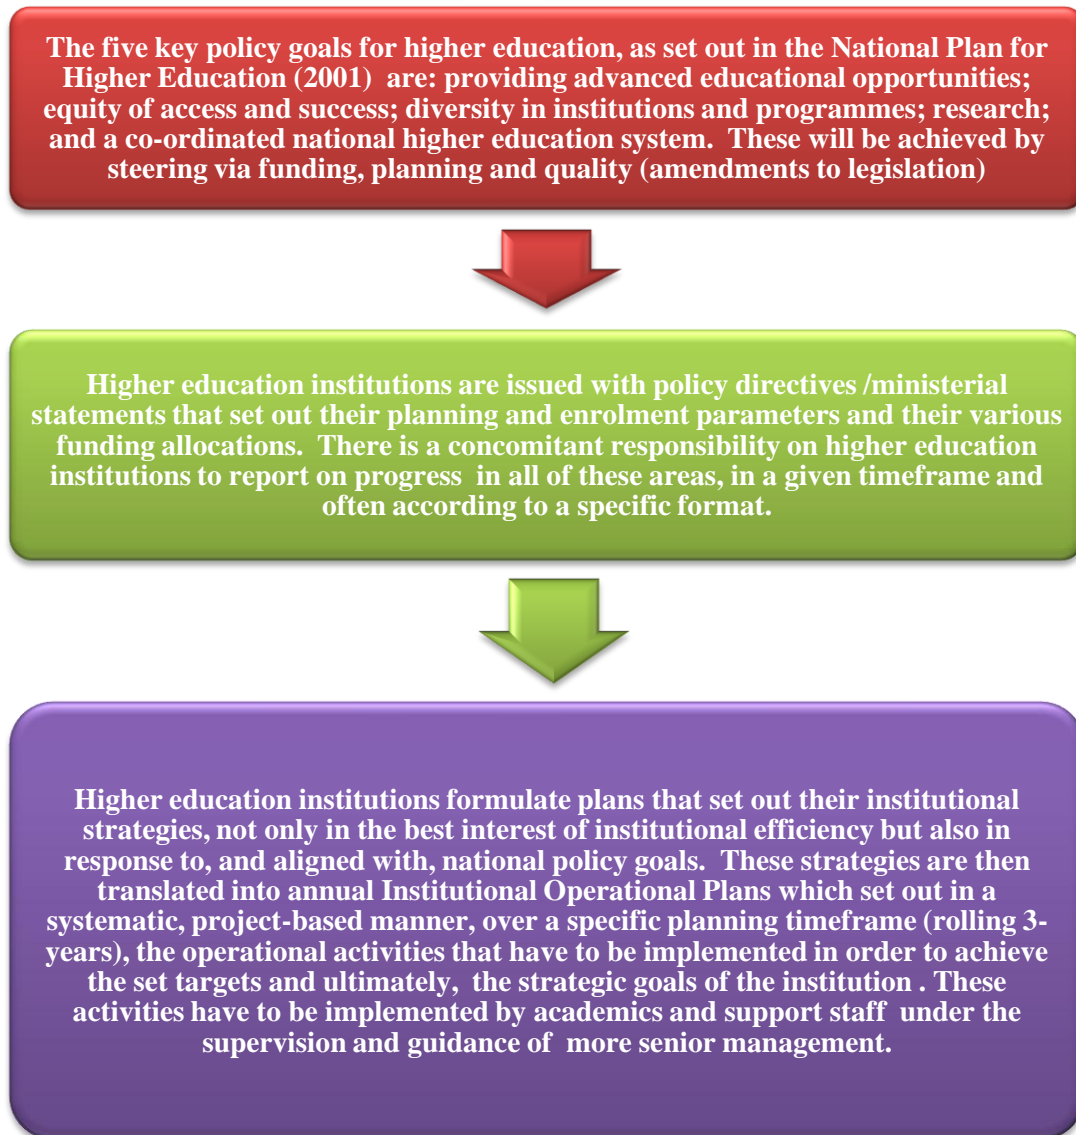 The five key policy goals for higher education, as set out in the National Plan for
Higher Education (2001) are: providing advanced educational opportunities;
equity of access and success; diversity in institutions and programmes; research;
and a co-ordinated national higher education system. These will be achieved by
steering via funding, planning and quality (amendments to legislation)
Higher education institutions are issued with policy directives /ministerial
statements that set out their planning and enrolment parameters and their various
funding allocations. There is a concomitant responsibility on higher education
institutions to report on progress in all of these areas, in a given timeframe and
often according to a specific format.
Higher education institutions formulate plans that set out their institutional
strategies, not only in the best interest of institutional efficiency but also in
response to, and aligned with, national policy goals. These strategies are then
translated into annual Institutional Operational Plans which set out in a
systematic, project-based manner, over a specific planning timeframe (rolling 3-
years), the operational activities that have to be implemented in order to achieve
the set targets and ultimately, the strategic goals of the institution . These
activities have to be implemented by academics and support staff under the
supervision and guidance of more senior management.